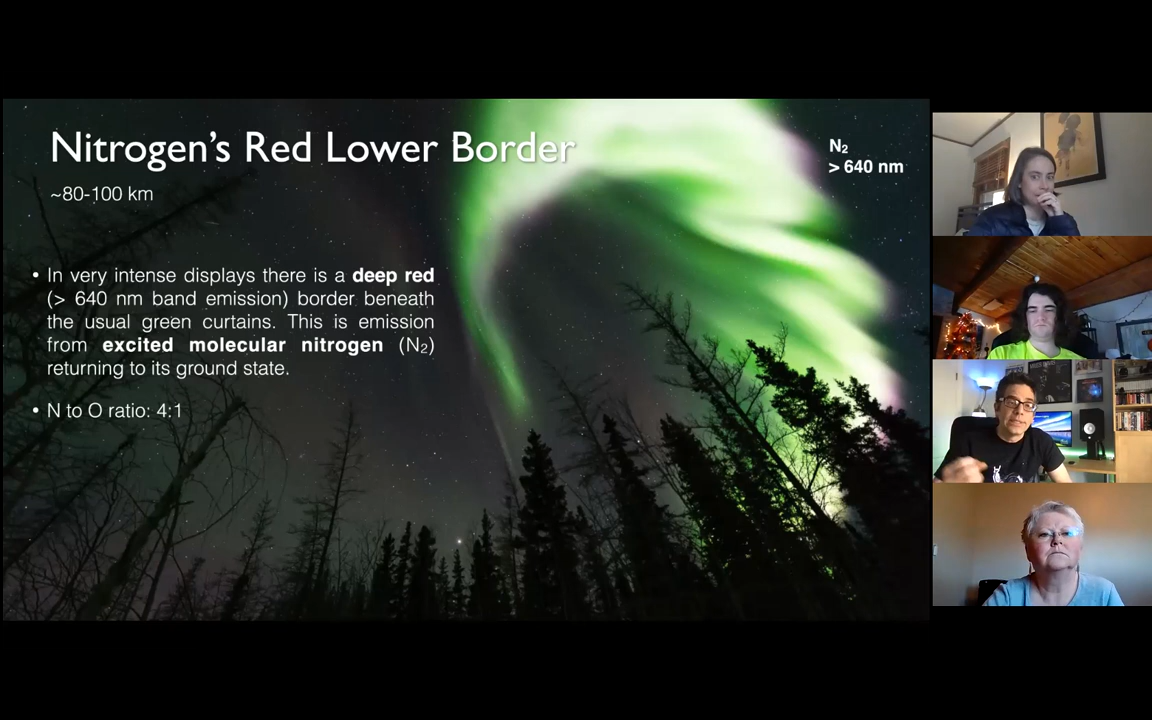 Nitrogen's Red Lower Border
~80-100 km
N₂
> 640 nm
• In very intense displays there is a deep red
(> 640 nm band emission) border beneath
the usual green curtains. This is emission
from excited molecular nitrogen (N₂)
returning to its ground state.
• N to O ratio: 4:1